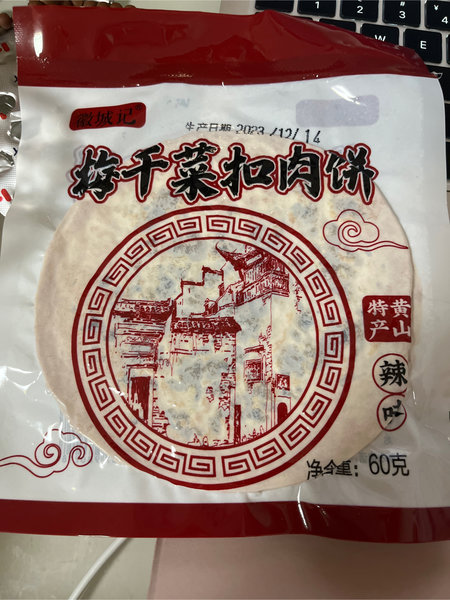 徽城记®
生产日期 2023/12/14
梅干菜扣肉饼
黄山
特产
辣
味
净含量: 60克
W
E